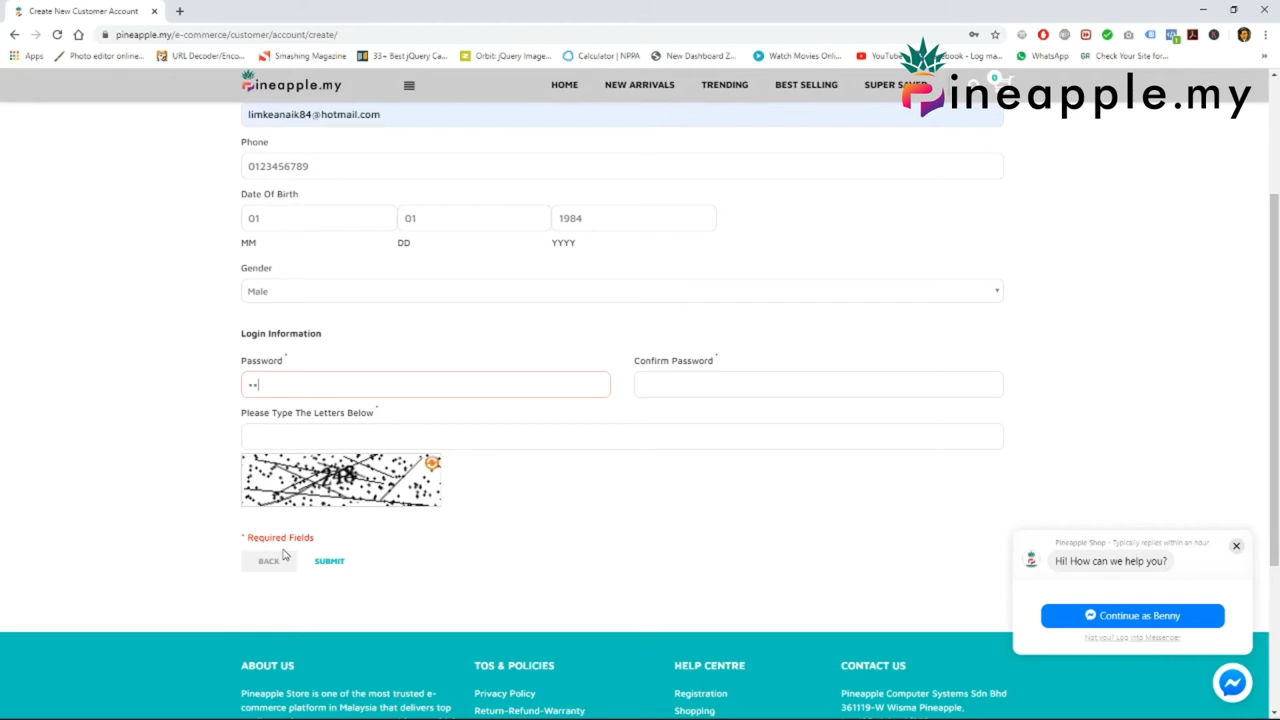 Create New Customer Account
pineapple.my/e-commerce/customer/account/create/
Apps Photo editor online... URL Decoder/Enco... Smashing Magazine 33+ Best jQuery Ca... Orbit: jQuery Image... Calculator | NPPA New Dashboard Z... Watch Movies Onli... YouTu ebook - Log ma... WhatsApp Check Your Site for...
ineapple.my
HOME NEW ARRIVALS TRENDING BEST SELLING SUPER SAVER
0
ineapple.my
limkeanaik84@hotmail.com
Phone
0123456789
Date Of Birth
01 01 1984
MM DD YYYY
Gender
Male
Login Information
Password * Confirm Password *
Please Type The Letters Below *
* Required Fields
BACK SUBMIT
Pineapple Shop - Typically replies within an hour
Hi! How can we help you?
Continue as Benny
Not you? Log into Messenger
ABOUT US TOS & POLICIES HELP CENTRE CONTACT US
Pineapple Store is one of the most trusted e- Privacy Policy Registration Pineapple Computer Systems Sdn Bhd
commerce platform in Malaysia that delivers top Return-Refund-Warranty Shopping 361119-W Wisma Pineapple,